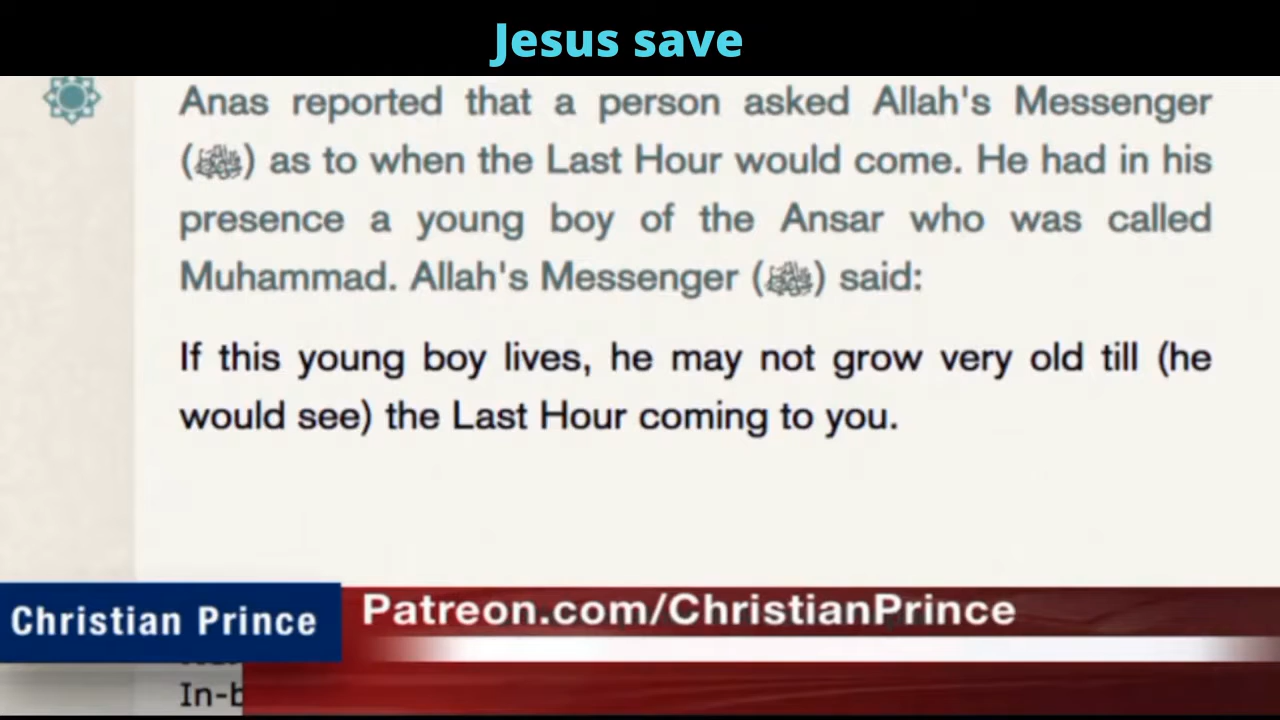 Jesus save
Anas reported that a person asked Allah's Messenger
(ﷺ) as to when the Last Hour would come. He had in his
presence a young boy of the Ansar who was called
Muhammad. Allah's Messenger (ﷺ) said:
If this young boy lives, he may not grow very old till (he
would see) the Last Hour coming to you.
Christian Prince
Patreon.com/ChristianPrince
In-b